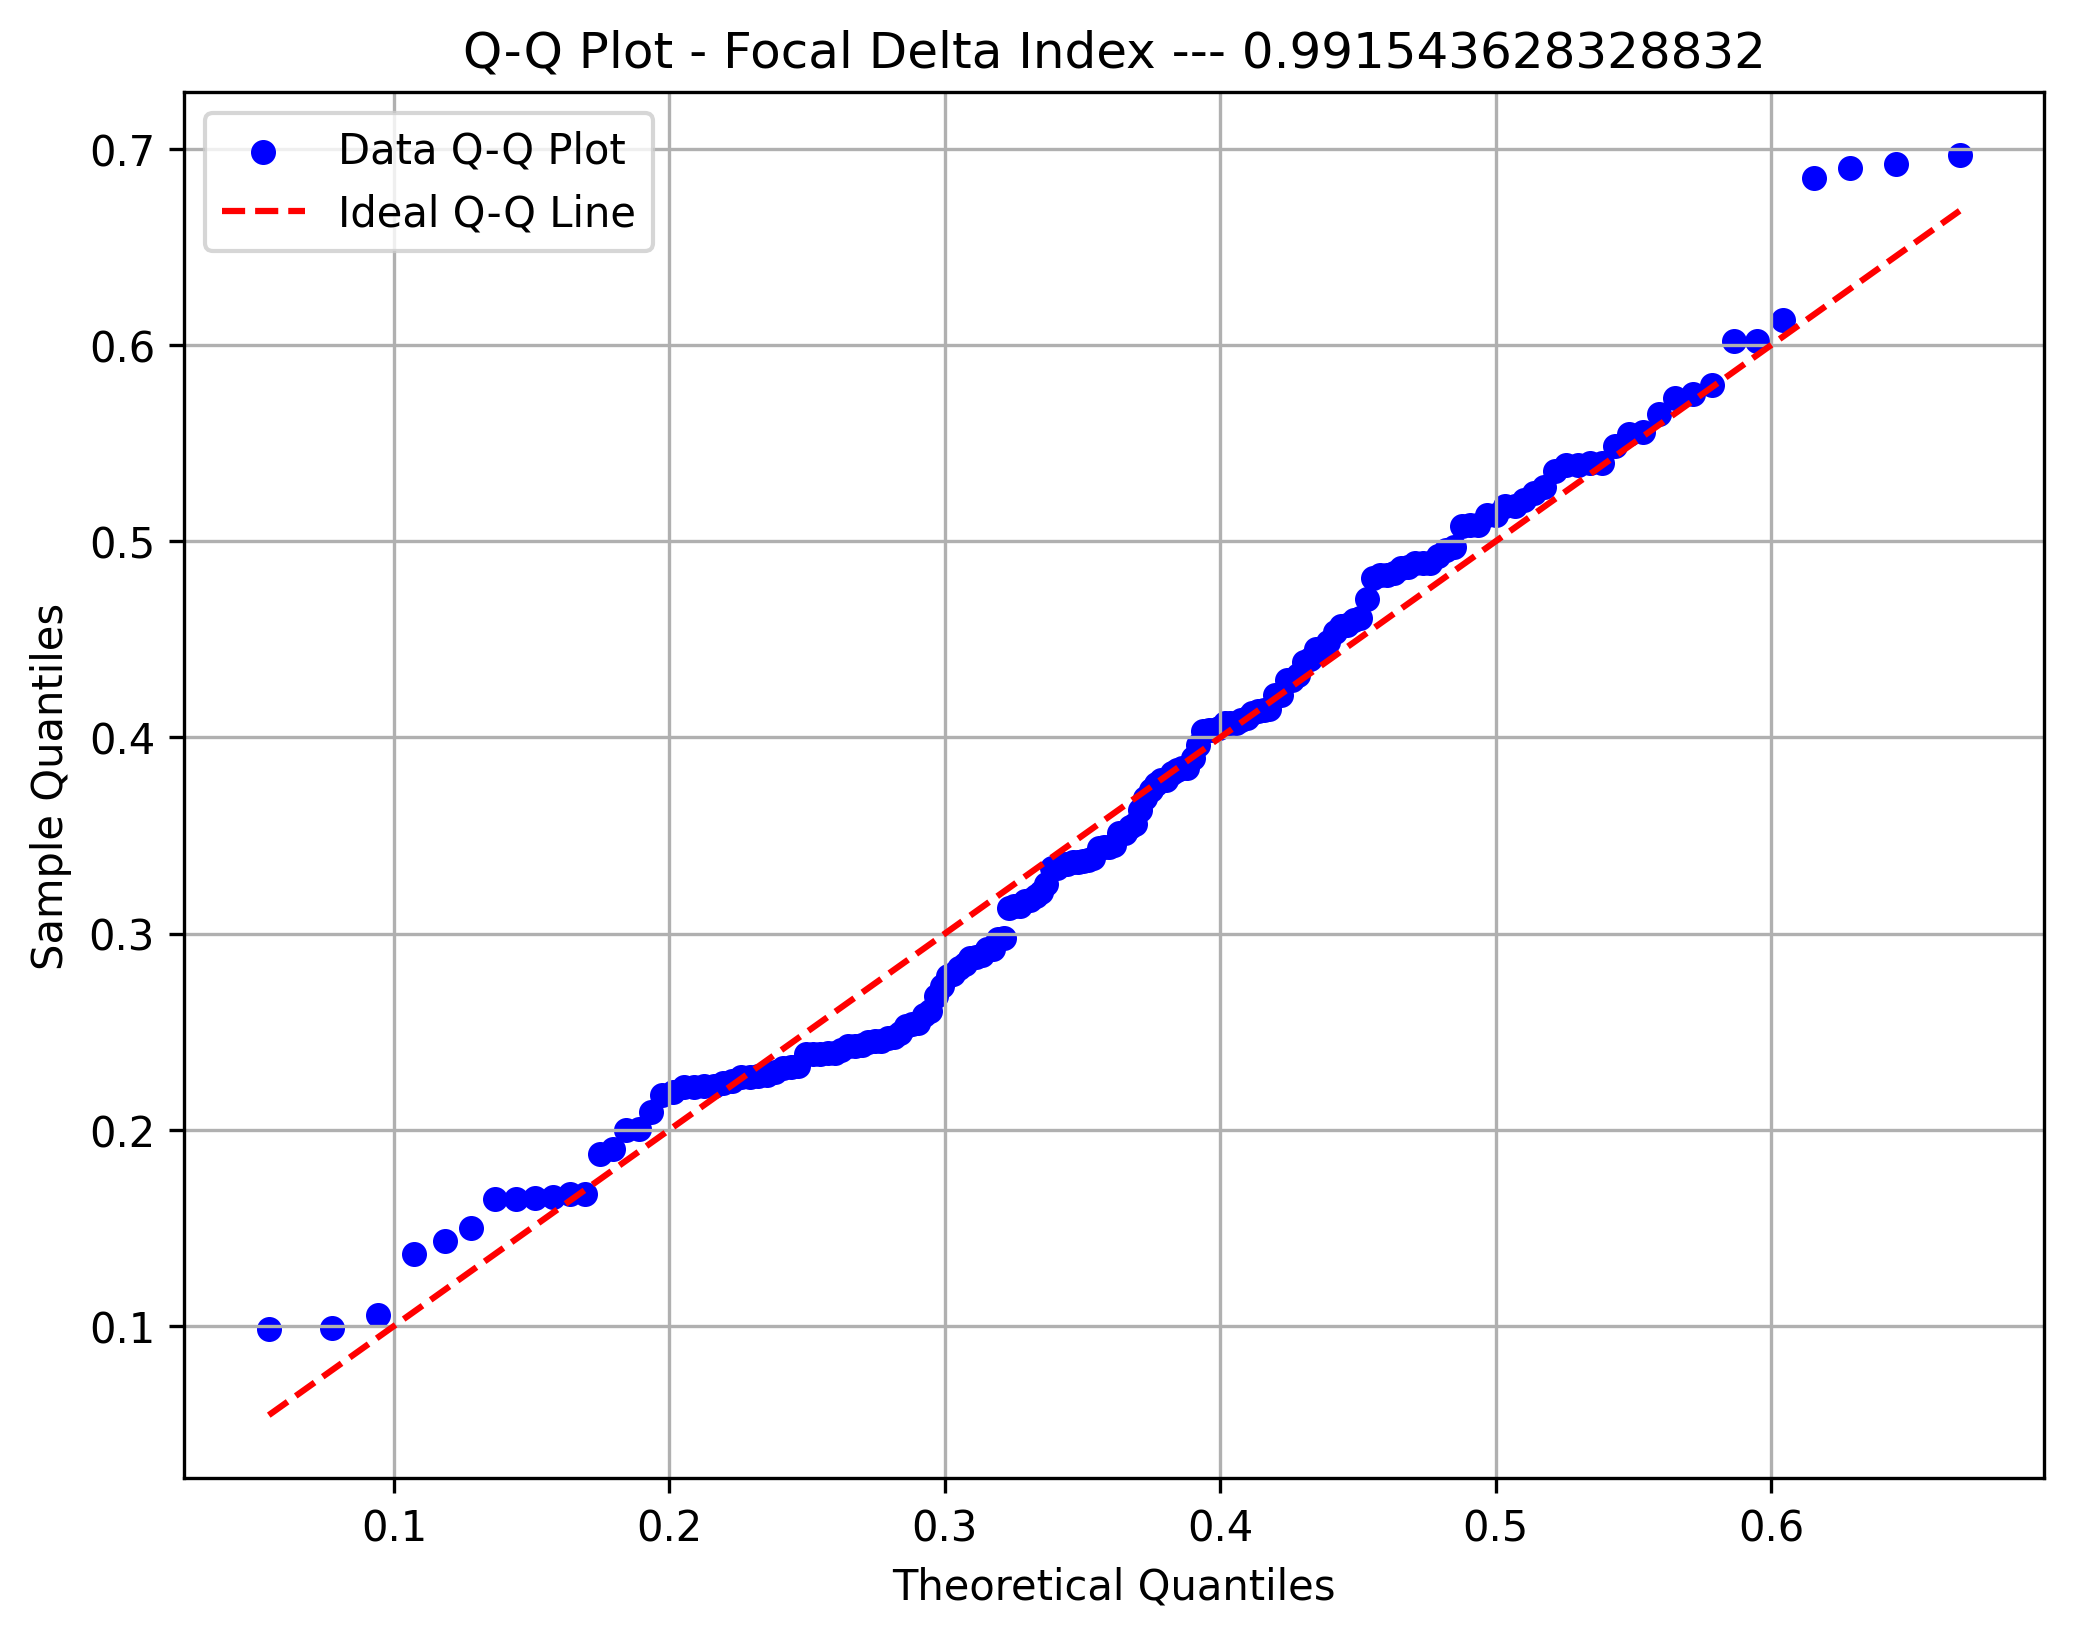 Q-Q Plot - Focal Delta Index --- 0.9915436283288​32
Data Q-Q Plot
Ideal Q-Q Line
0.7
0.6
0.5
0.4
0.3
0.2
0.1
Sample Quantiles
0.1 0.2 0.3 0.4 0.5 0.6
Theoretical Quantiles